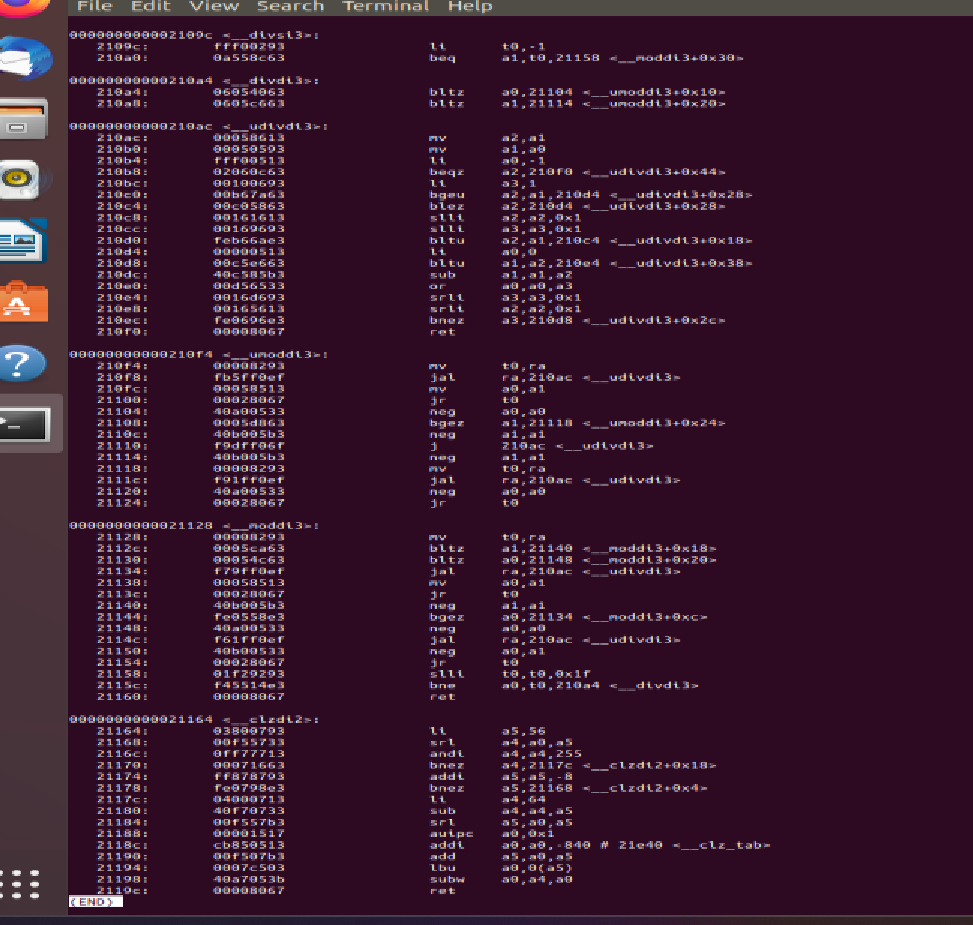 File Edit View Search Terminal Help
000000000002109c <__divsi3>:
2109c: fff00293 li t0,-1
210a0: 0a558c63 beq a1,t0,21158 <__moddi3+0x30>
00000000000210a4 <__divdi3>:
210a4: 06054063 bltz a0,21104 <__umoddi3+0x10>
210a8: 0605c663 bltz a1,21114 <__umoddi3+0x20>
00000000000210ac <__udivdi3>:
210ac: 00058613 mv a2,a1
210b0: 00050593 mv a1,a0
210b4: fff00513 li a0,-1
210b8: 02060c63 beqz a2,210f0 <__udivdi3+0x44>
210bc: 00100693 li a3,1
210c0: 00b67a63 bgeu a2,a1,210d4 <__udivdi3+0x28>
210c4: 00c05863 blez a2,210d4 <__udivdi3+0x28>
210c8: 00161613 slli a2,a2,0x1
210cc: 00169693 slli a3,a3,0x1
210d0: feb66ae3 bltu a2,a1,210c4 <__udivdi3+0x18>
210d4: 00000513 li a0,0
210d8: 00c5e663 bltu a1,a2,210e4 <__udivdi3+0x38>
210dc: 40c585b3 sub a1,a1,a2
210e0: 00d56533 or a0,a0,a3
210e4: 0016d693 srli a3,a3,0x1
210e8: 00165613 srli a2,a2,0x1
210ec: fe0696e3 bnez a3,210d8 <__udivdi3+0x2c>
210f0: 00008067 ret
00000000000210f4 <__umoddi3>:
210f4: 00008293 mv t0,ra
210f8: fb5ff0ef jal ra,210ac <__udivdi3>
210fc: 00058513 mv a0,a1
21100: 00028067 jr t0
21104: 40a00533 neg a0,a0
21108: 0005d863 bgez a1,21118 <__umoddi3+0x24>
2110c: 40b005b3 neg a1,a1
21110: f9dff06f j 210ac <__udivdi3>
21114: 40b005b3 neg a1,a1
21118: 00008293 mv t0,ra
2111c: f91ff0ef jal ra,210ac <__udivdi3>
21120: 40a00533 neg a0,a0
21124: 00028067 jr t0
0000000000021128 <__moddi3>:
21128: 00008293 mv t0,ra
2112c: 0005ca63 bltz a1,21140 <__moddi3+0x18>
21130: 00054c63 bltz a0,21148 <__moddi3+0x20>
21134: f79ff0ef jal ra,210ac <__udivdi3>
21138: 00058513 mv a0,a1
2113c: 00028067 jr t0
21140: 40b005b3 neg a1,a1
21144: fe0558e3 bgez a0,21134 <__moddi3+0xc>
21148: 40a00533 neg a0,a0
2114c: f61ff0ef jal ra,210ac <__udivdi3>
21150: 40b00533 neg a0,a1
21154: 00028067 jr t0
21158: 01f29293 slli t0,t0,0x1f
2115c: f45514e3 bne a0,t0,210a4 <__divdi3>
21160: 00008067 ret
0000000000021164 <__clzdi2>:
21164: 03800793 li a5,56
21168: 00f55733 srl a4,a0,a5
2116c: 0ff77713 andi a4,a4,255
21170: 00071663 bnez a4,2117c <__clzdi2+0x18>
21174: ff878793 addi a5,a5,-8
21178: fe0798e3 bnez a5,21168 <__clzdi2+0x4>
2117c: 04000713 li a4,64
21180: 40f70733 sub a4,a4,a5
21184: 00f557b3 srl a5,a0,a5
21188: 00001517 auipc a0,0x1
2118c: cb850513 addi a0,a0,-840 # 21e40 <__clz_tab>
21190: 00f507b3 add a5,a0,a5
21194: 0007c503 lbu a0,0(a5)
21198: 40a7053b subw a0,a4,a0
2119c: 00008067 ret
(END)